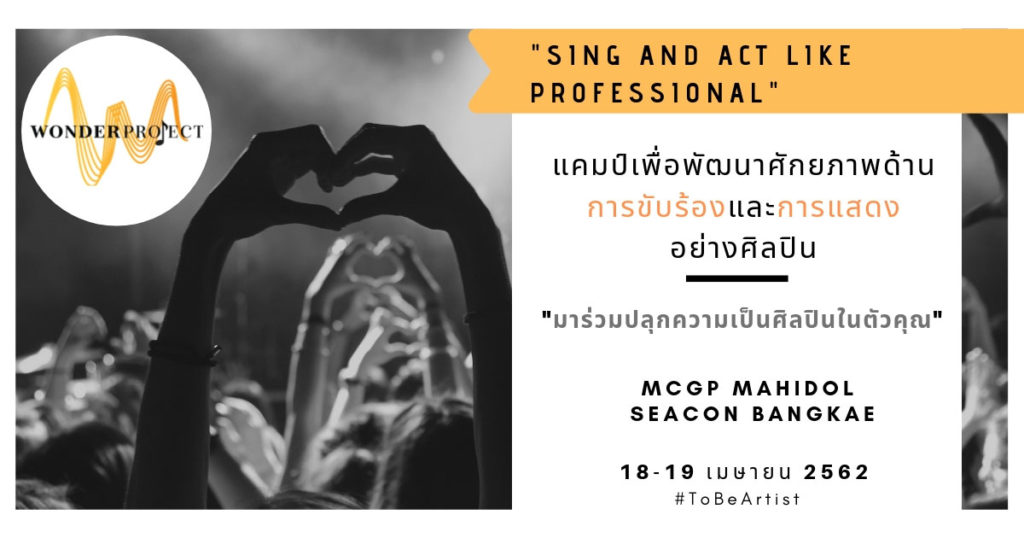 WONDERPROJECT
"SING AND ACT LIKE
PROFESSIONAL"
แคมป์เพื่อพัฒนาศักยภาพด้าน
การขับร้องและการแสดง
อย่างศิลปิน
"มาร่วมปลุกความเป็นศิลปินในตัวคุณ"
MCGP MAHIDOL
SEACON BANGKAE
18-19 เมษายน 2562
#ToBeArtist